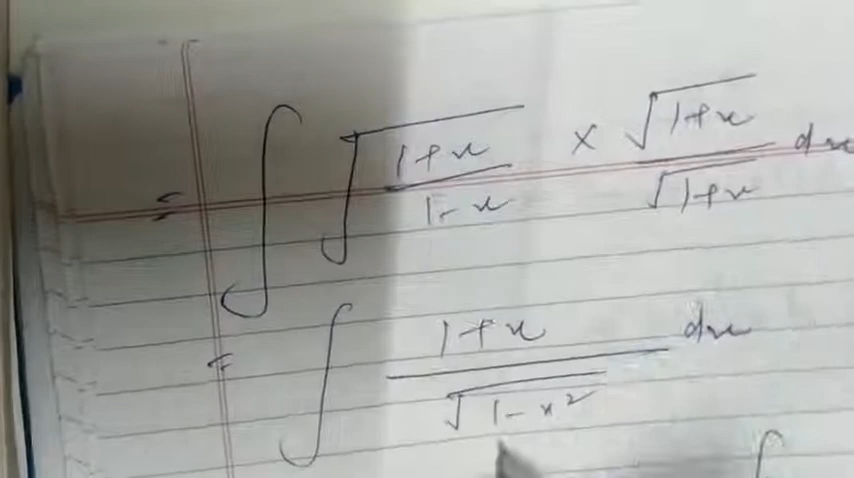 = ∫ √((1+x)/(1-x)) × √(1+x)/√(1+x) dx
= ∫ (1+x)/√(1-x²) dx
∫